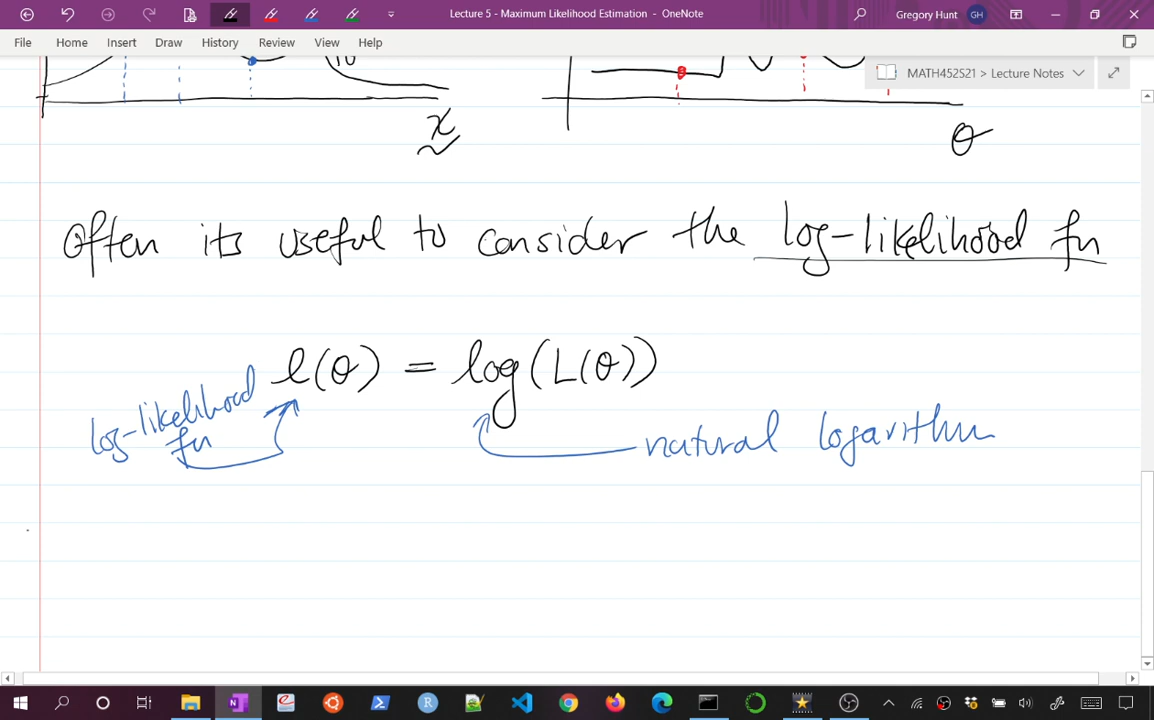 Lecture 5 - Maximum Likelihood Estimation - OneNote
Gregory Hunt GH
File Home Insert Draw History Review View Help
MATH452S21 > Lecture Notes
x
θ
Often its useful to consider the log-likelihood fn
l(θ) = log(L(θ))
log-likelihood
fn
natural logarithm